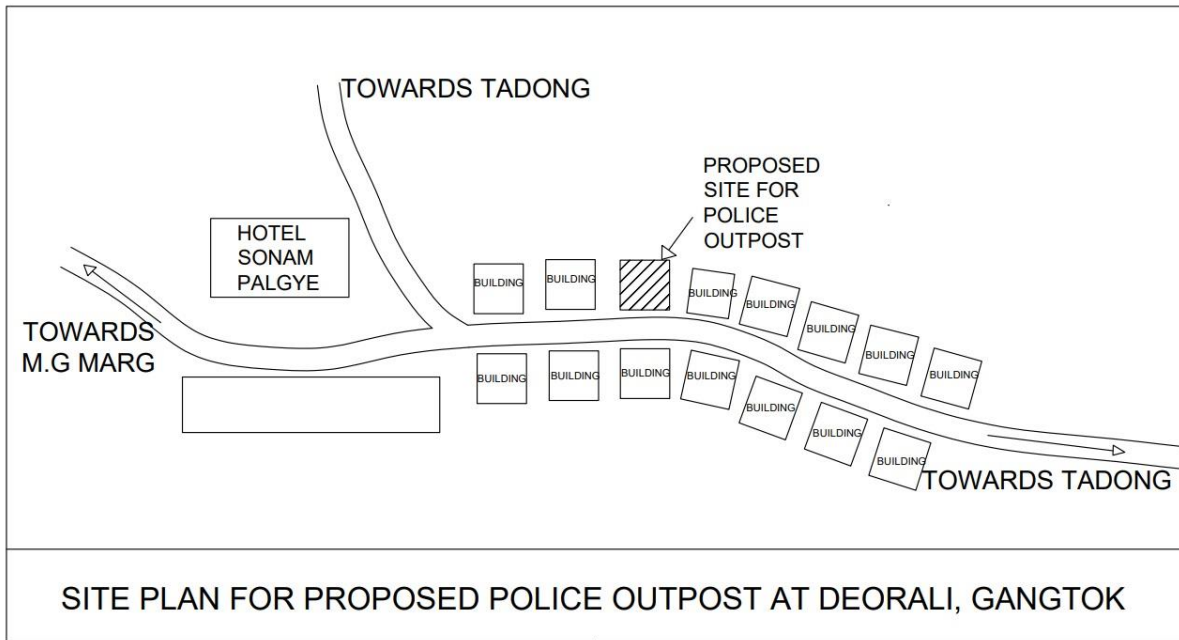 TOWARDS TADONG
PROPOSED
SITE FOR
POLICE
OUTPOST
HOTEL
SONAM
PALGYE
TOWARDS
M.G MARG
BUILDING
BUILDING
BUILDING
BUILDING
BUILDING
BUILDING
BUILDING
BUILDING
BUILDING
BUILDING
BUILDING
BUILDING
BUILDING
BUILDING
TOWARDS TADONG
SITE PLAN FOR PROPOSED POLICE OUTPOST AT DEORALI, GANGTOK